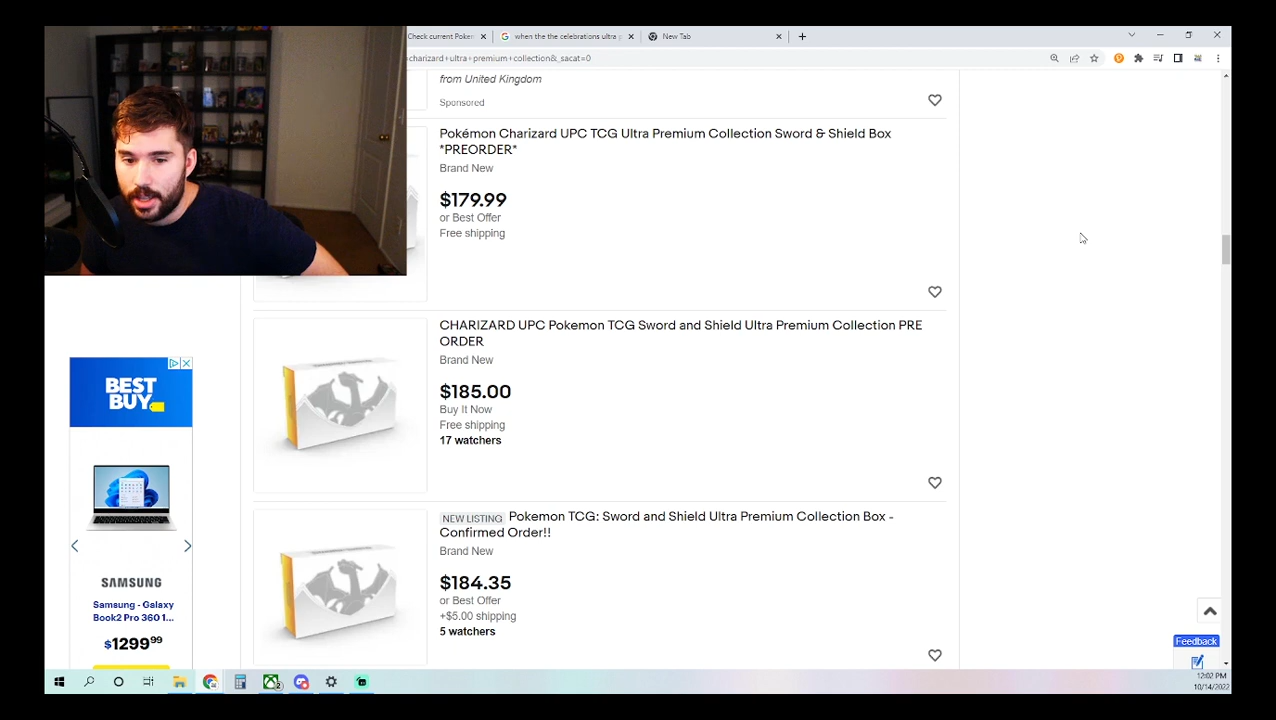 Check current Poker
when the the celebrations ultra p
New Tab
charizard+ultra+premium+collection&_sacat=0
from United Kingdom
Sponsored
Pokémon Charizard UPC TCG Ultra Premium Collection Sword & Shield Box
*PREORDER*
Brand New
$179.99
or Best Offer
Free shipping
CHARIZARD UPC Pokemon TCG Sword and Shield Ultra Premium Collection PRE
ORDER
Brand New
$185.00
Buy It Now
Free shipping
17 watchers
NEW LISTING Pokemon TCG: Sword and Shield Ultra Premium Collection Box -
Confirmed Order!!
Brand New
$184.35
or Best Offer
+$5.00 shipping
5 watchers
BEST
BUY
SAMSUNG
Samsung - Galaxy
Book2 Pro 360 1...
$1299.99
Feedback
12:02 PM
10/14/2022